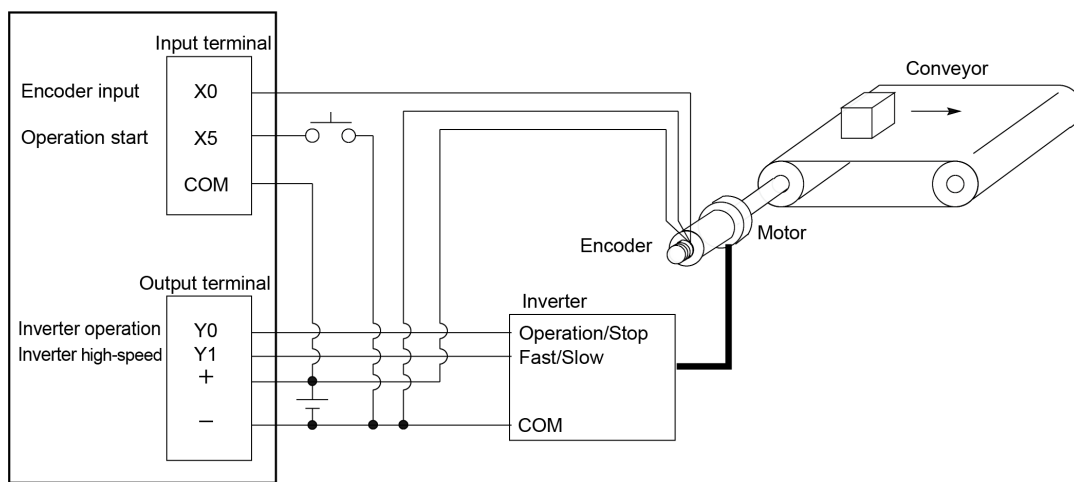 Input terminal
Encoder input
X0
Operation start
X5
COM
Conveyor
Encoder
Motor
Output terminal
Inverter
Inverter operation
Y0
Operation/Stop
Inverter high-speed
Y1
Fast/Slow
+
−
COM